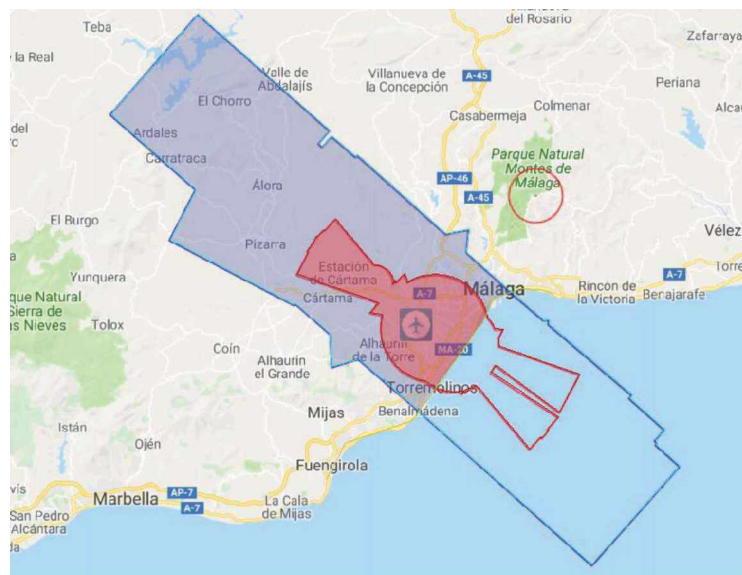 del Rosario
Teba
Zafarraya
y la Real
Valle de
Abdalajís
Villanueva de
la Concepción
A-45
Periana
El Chorro
Colmenar
Casabermeja
Ardales
Carratraca
Parque Natural
Montes de
Málaga
AP-46
A-45
Álora
El Burgo
Pizarra
Vélez
Estación
de Cártama
A-7
Yunquera
Cártama
A-7
Málaga
Rincón de
la Victoria
Benajarafe
que Natural
Sierra de
as Nieves
Tolox
Coín
Alhaurín
de la Torre
MA-20
Alhaurín
el Grande
Torremolinos
Benalmádena
Mijas
Istán
Ojén
Fuengirola
AP-7
A-7
Marbella
La Cala
de Mijas
San Pedro
Alcántara